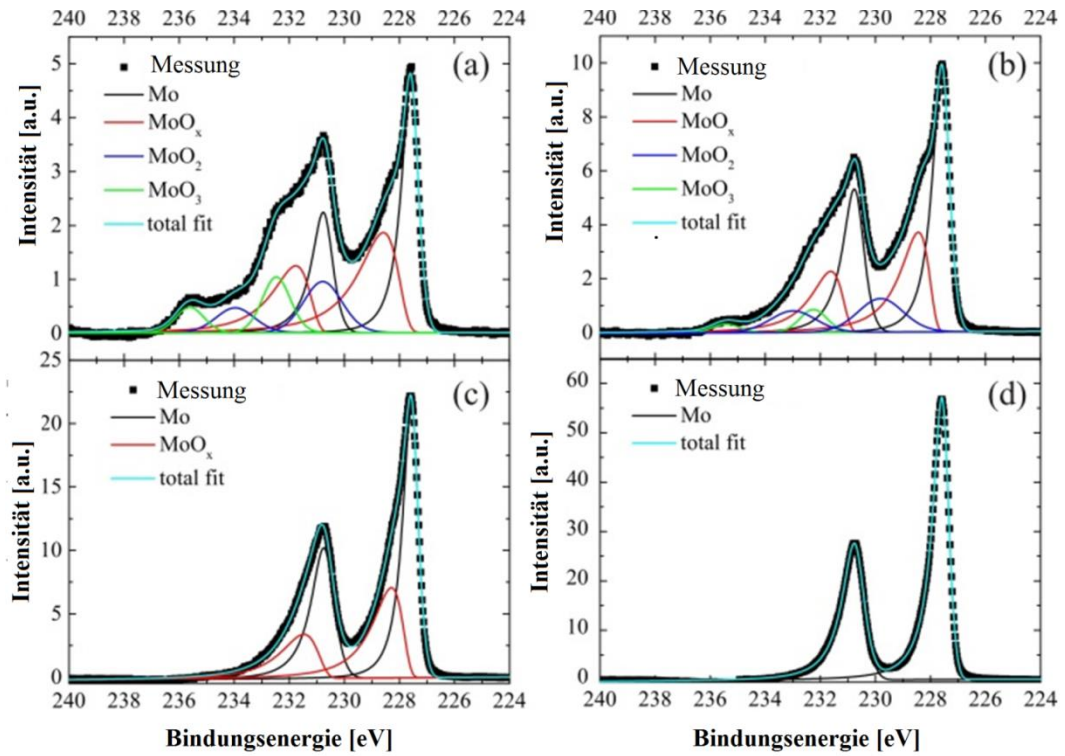 240 238 236 234 232 230 228 226 224
240 238 236 234 232 230 228 226 224
(a)
Messung
Mo
MoOₓ
MoO₂
MoO₃
total fit
5
4
3
2
1
0
Intensität [a.u.]
(b)
Messung
Mo
MoOₓ
MoO₂
MoO₃
total fit
10
8
6
4
2
0
Intensität [a.u.]
(c)
Messung
Mo
MoOₓ
total fit
25
20
15
10
5
0
Intensität [a.u.]
240 238 236 234 232 230 228 226 224
Bindungsenergie [eV]
(d)
Messung
Mo
total fit
60
50
40
30
20
10
0
Intensität [a.u.]
240 238 236 234 232 230 228 226 224
Bindungsenergie [eV]